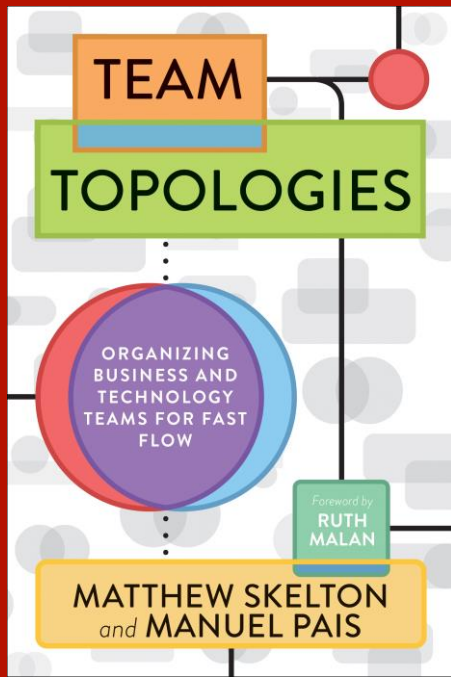 TEAM
TOPOLOGIES
ORGANIZING
BUSINESS AND
TECHNOLOGY
TEAMS FOR FAST
FLOW
Foreword by
RUTH
MALAN
MATTHEW SKELTON
and MANUEL PAIS